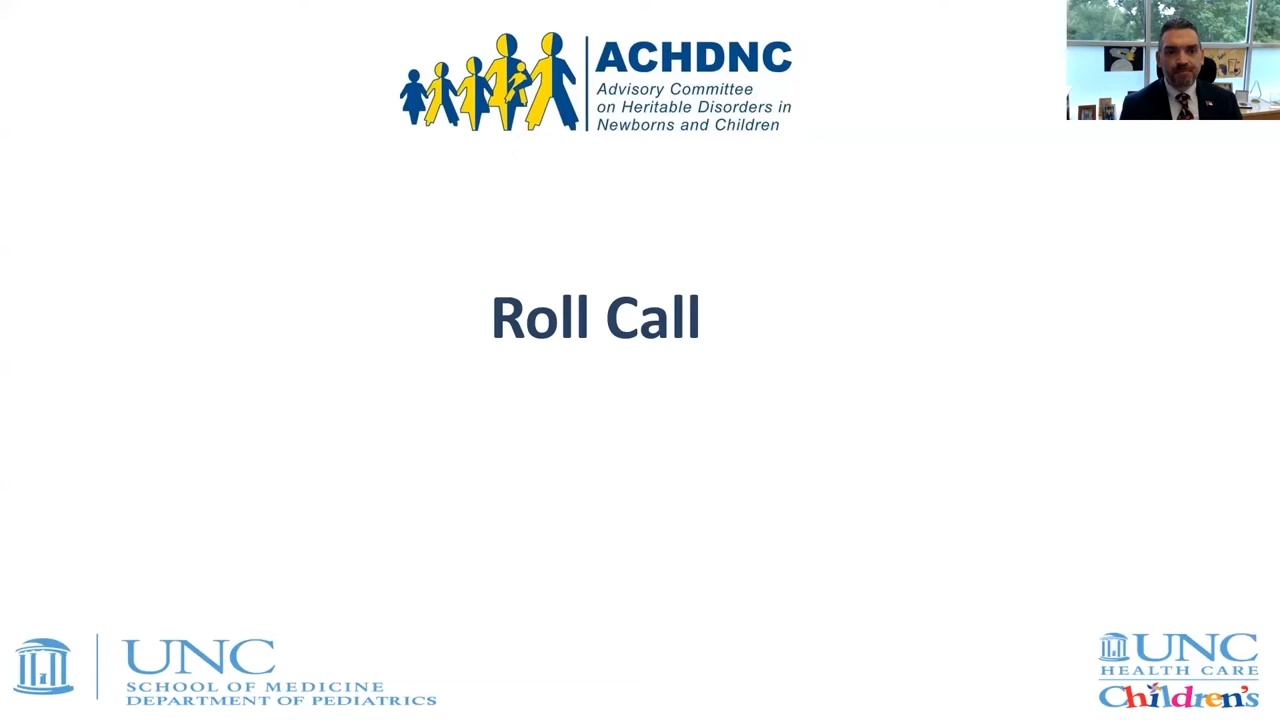 ACHDNC
Advisory Committee
on Heritable Disorders in
Newborns and Children
Roll Call
UNC
SCHOOL OF MEDICINE
DEPARTMENT OF PEDIATRICS
UNC
HEALTH CARE
Children's